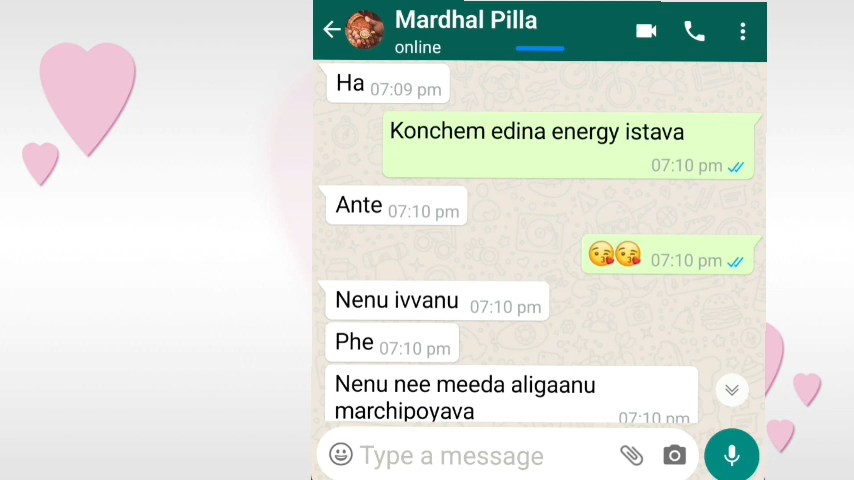 Mardhal Pilla
online
Ha 07:09 pm
Konchem edina energy istava
07:10 pm
Ante 07:10 pm
😘😘 07:10 pm
Nenu ivvanu 07:10 pm
Phe 07:10 pm
Nenu nee meeda aligaanu
marchipoyava
07:10 pm
Type a message